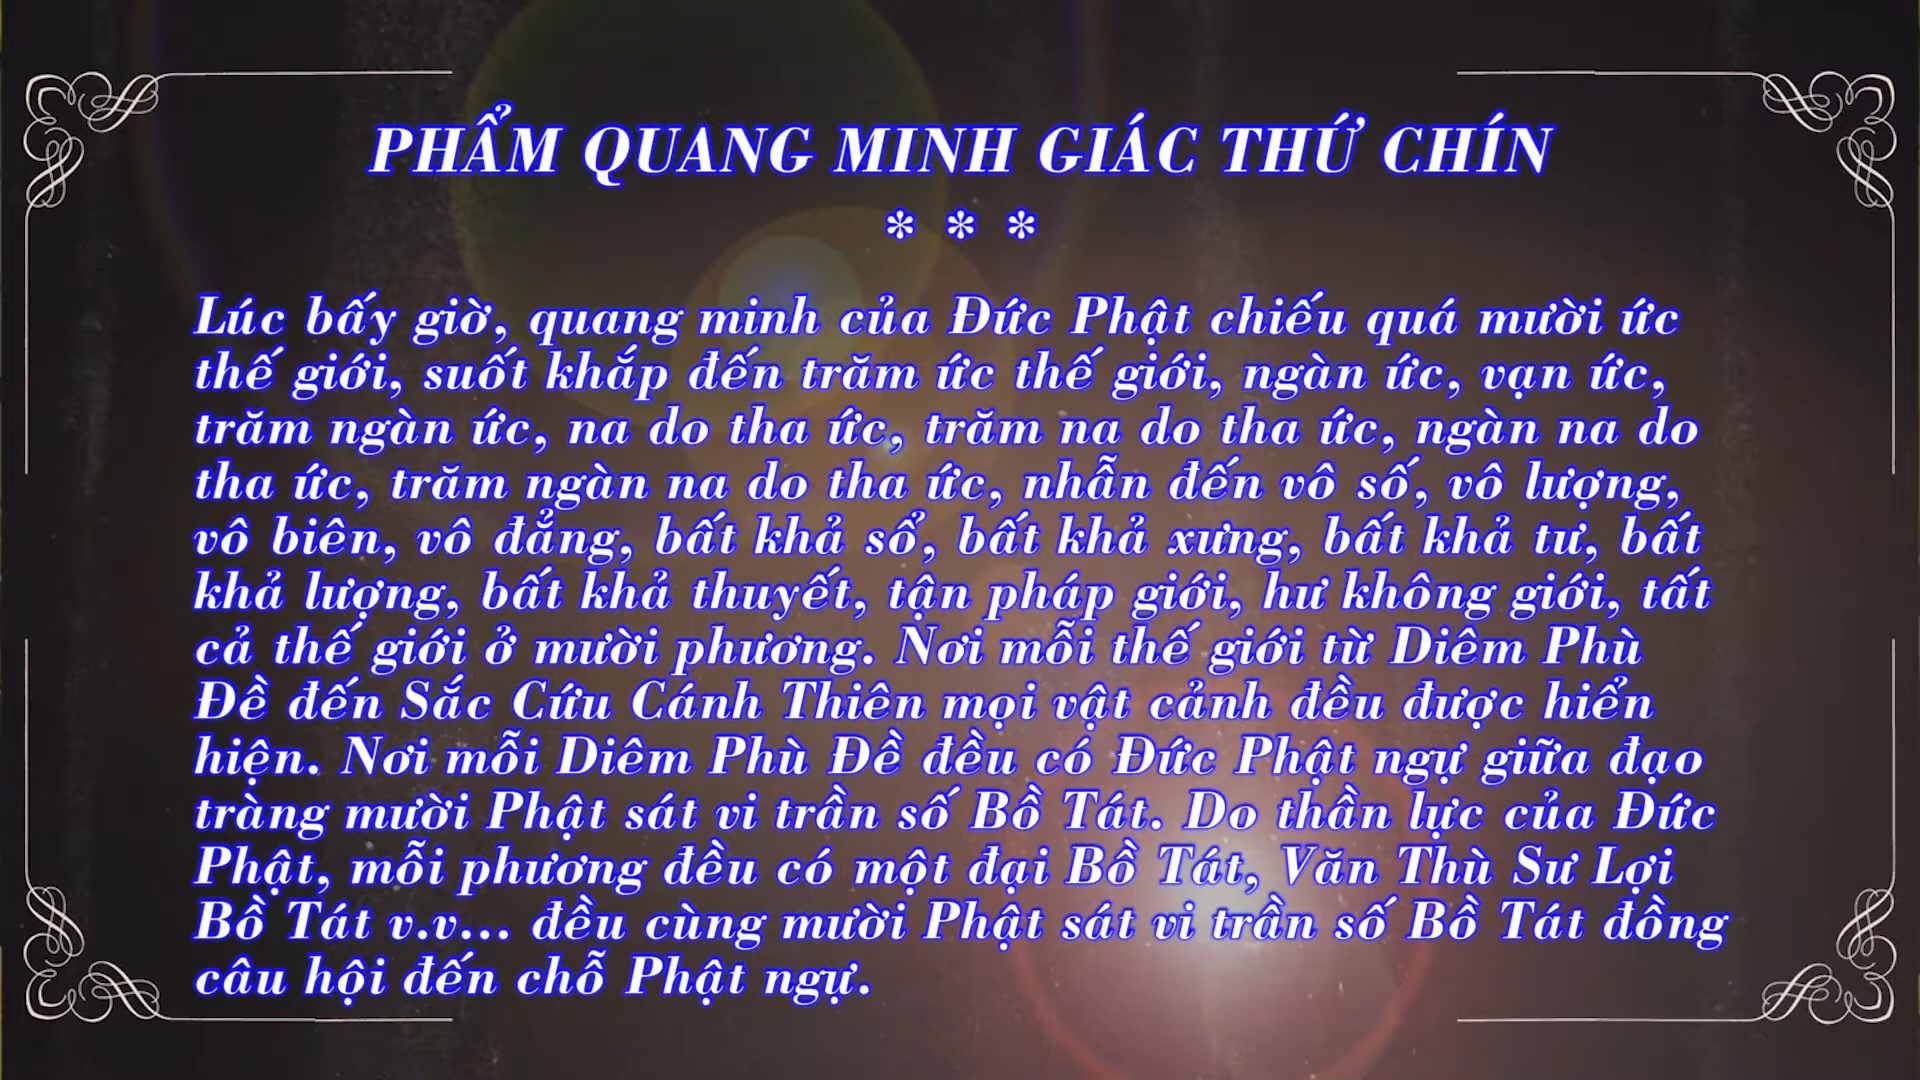 PHẨM QUANG MINH GIÁC THỨ CHÍN
* * *
Lúc bấy giờ, quang minh của Đức Phật chiếu quá mười ức
thế giới, suốt khắp đến trăm ức thế giới, ngàn ức, vạn ức,
trăm ngàn ức, na do tha ức, trăm na do tha ức, ngàn na do
tha ức, trăm ngàn na do tha ức, nhẫn đến vô số, vô lượng,
vô biên, vô đẳng, bất khả sổ, bất khả xưng, bất khả tư, bất
khả lượng, bất khả thuyết, tận pháp giới, hư không giới, tất
cả thế giới ở mười phương. Nơi mỗi thế giới từ Diêm Phù
Đề đến Sắc Cứu Cánh Thiên mọi vật cảnh đều được hiển
hiện. Nơi mỗi Diêm Phù Đề đều có Đức Phật ngự giữa đạo
tràng mười Phật sát vi trần số Bồ Tát. Do thần lực của Đức
Phật, mỗi phương đều có một đại Bồ Tát, Văn Thù Sư Lợi
Bồ Tát v.v... đều cùng mười Phật sát vi trần số Bồ Tát đồng
câu hội đến chỗ Phật ngự.